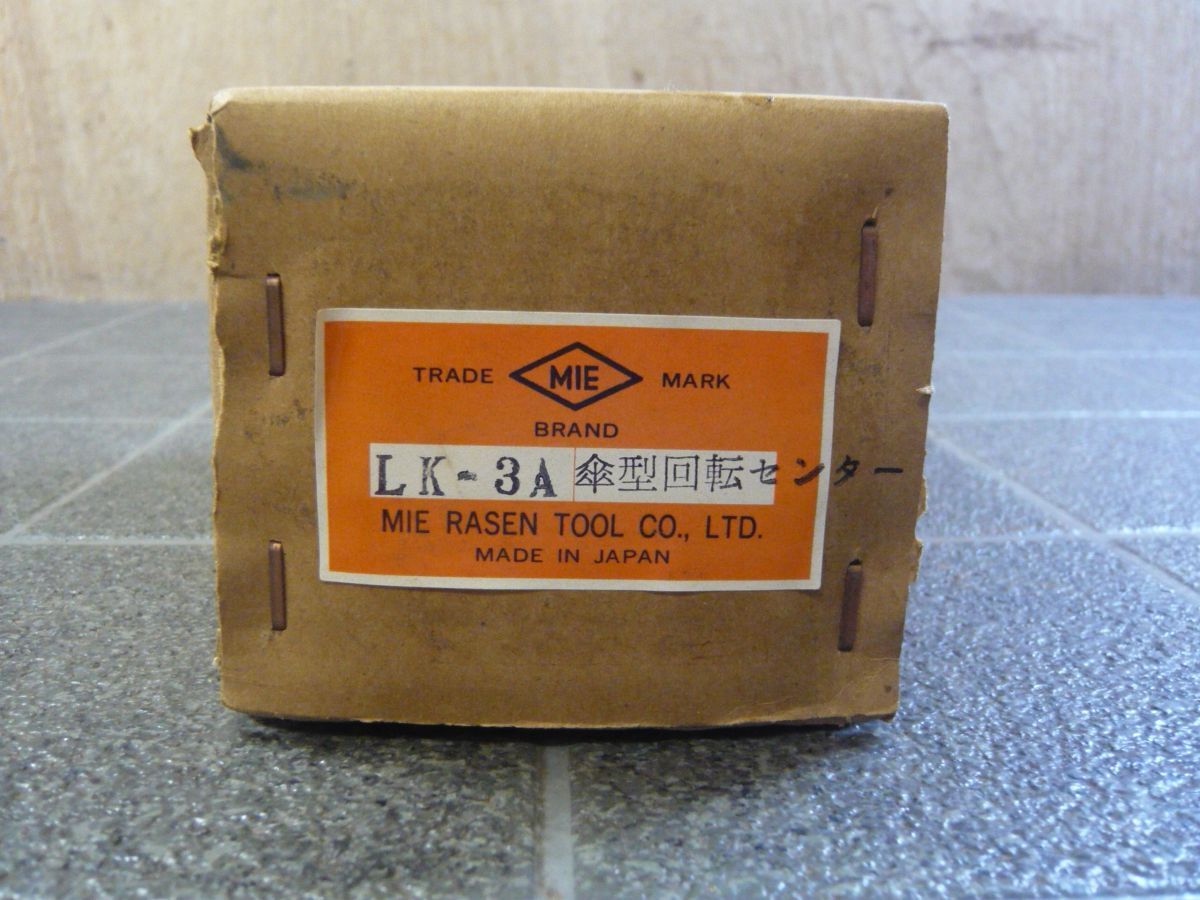 TRADE MIE MARK
BRAND
LK-3A 傘型回転センター
MIE RASEN TOOL CO., LTD.
MADE IN JAPAN